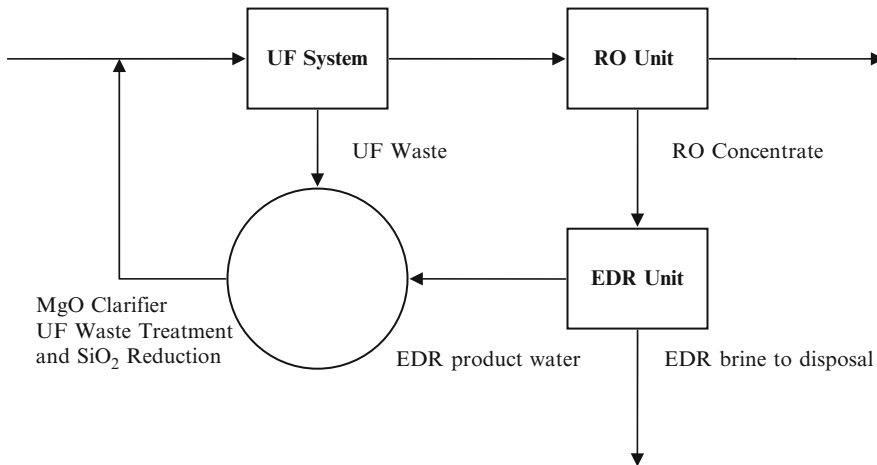 UF System
RO Unit
UF Waste
RO Concentrate
EDR Unit
MgO Clarifier
UF Waste Treatment
and SiO₂ Reduction
EDR product water
EDR brine to disposal